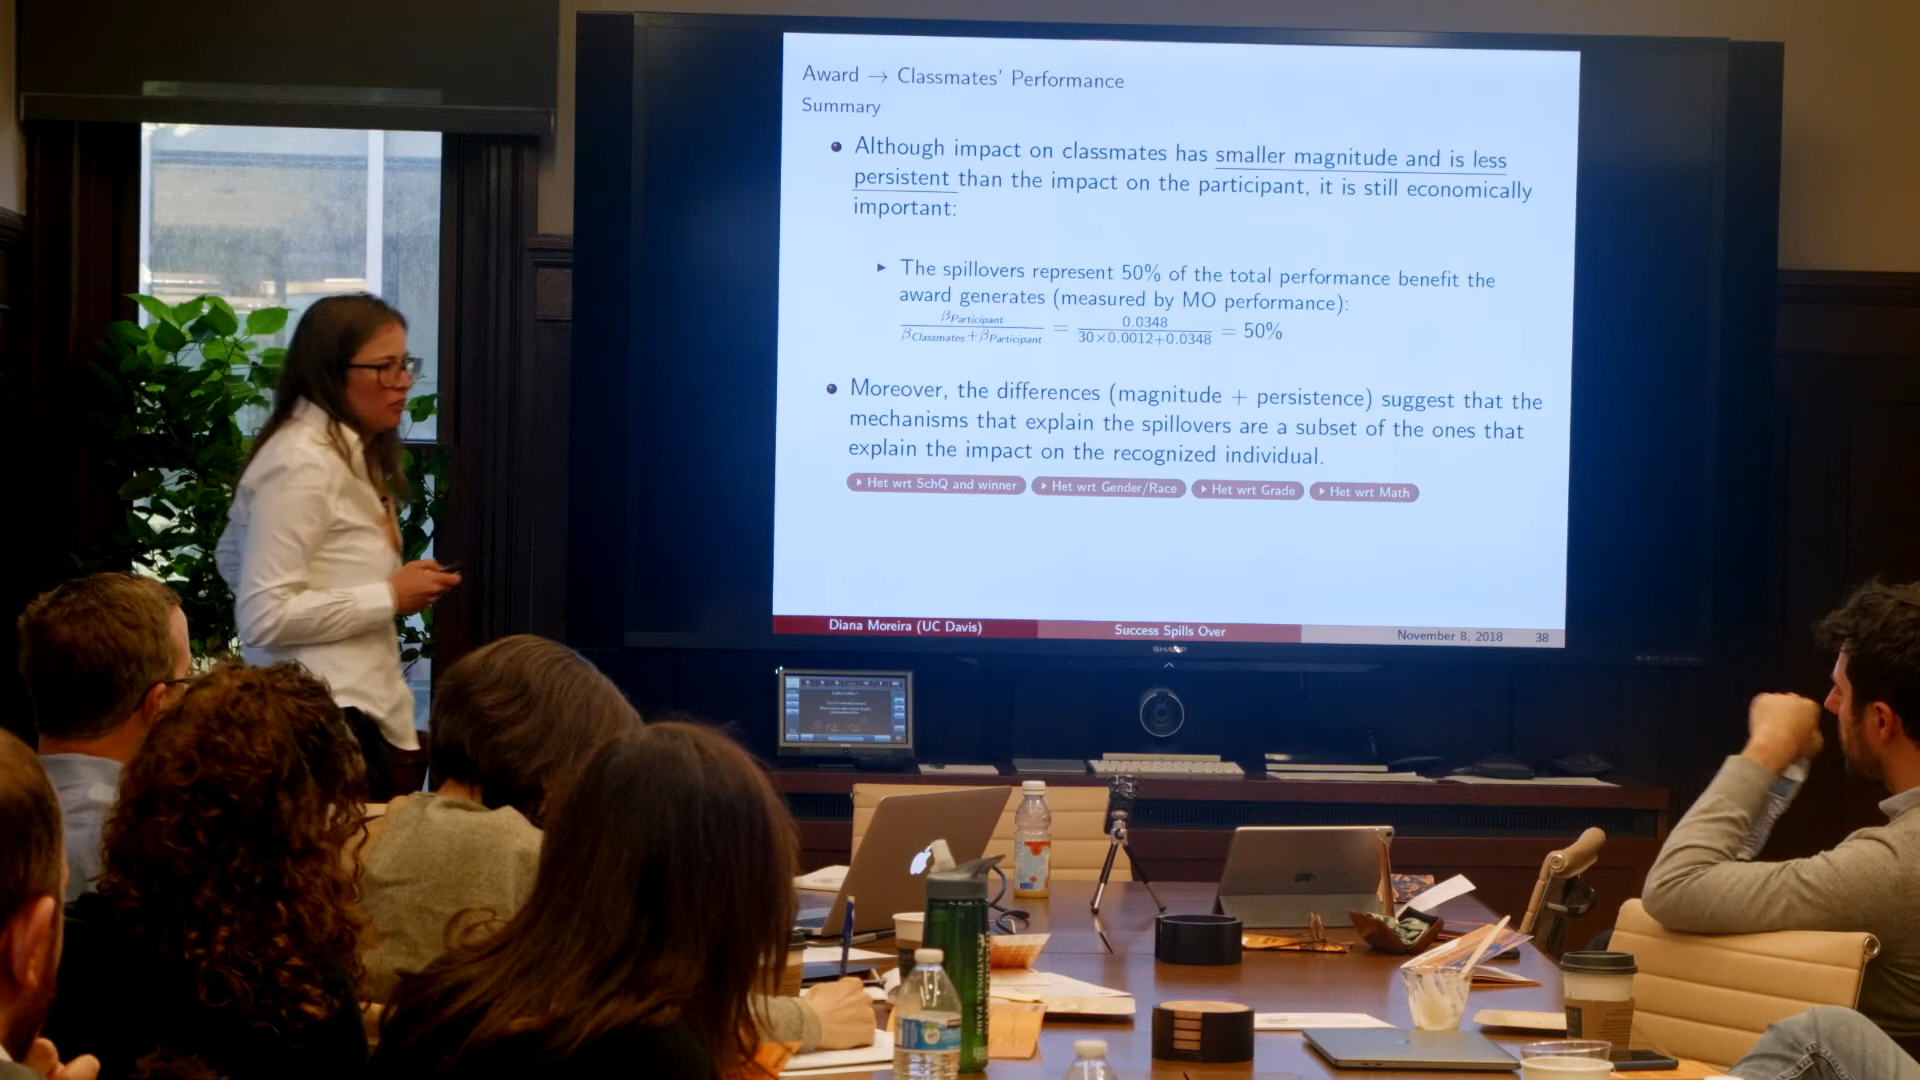 Award → Classmates' Performance
Summary
Although impact on classmates has smaller magnitude and is less
persistent than the impact on the participant, it is still economically
important:
The spillovers represent 50% of the total performance benefit the
award generates (measured by MO performance):
β_Participant / (β_Classmates + β_Participant) = 0.0348 / (30×0.0012+0.0348) = 50%
Moreover, the differences (magnitude + persistence) suggest that the
mechanisms that explain the spillovers are a subset of the ones that
explain the impact on the recognized individual.
Het wrt SchQ and winner Het wrt Gender/Race Het wrt Grade Het wrt Math
Diana Moreira (UC Davis) Success Spills Over November 8, 2018 38
SHARP